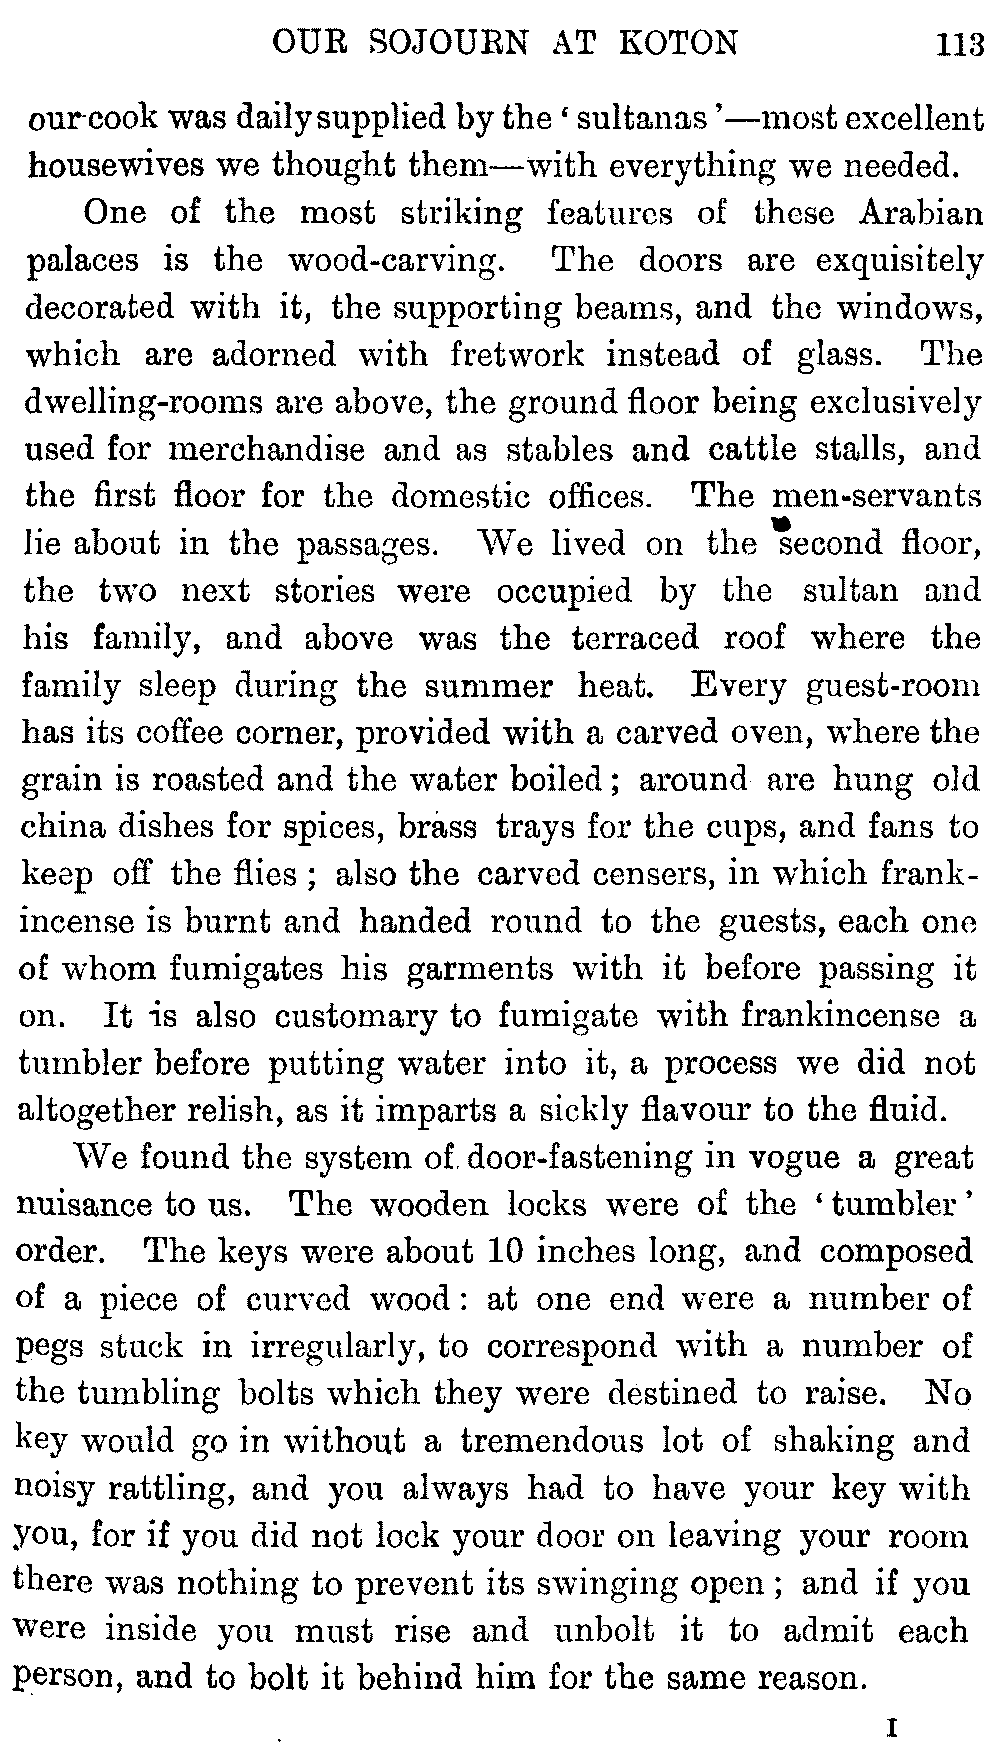 OUR SOJOURN AT KOTON 113
our cook was daily supplied by the ‘ sultanas ’—most excellent
housewives we thought them—with everything we needed.
One of the most striking features of these Arabian
palaces is the wood-carving. The doors are exquisitely
decorated with it, the supporting beams, and the windows,
which are adorned with fretwork instead of glass. The
dwelling-rooms are above, the ground floor being exclusively
used for merchandise and as stables and cattle stalls, and
the first floor for the domestic offices. The men-servants
lie about in the passages. We lived on the second floor,
the two next stories were occupied by the sultan and
his family, and above was the terraced roof where the
family sleep during the summer heat. Every guest-room
has its coffee corner, provided with a carved oven, where the
grain is roasted and the water boiled ; around are hung old
china dishes for spices, brass trays for the cups, and fans to
keep off the flies ; also the carved censers, in which frank-
incense is burnt and handed round to the guests, each one
of whom fumigates his garments with it before passing it
on. It is also customary to fumigate with frankincense a
tumbler before putting water into it, a process we did not
altogether relish, as it imparts a sickly flavour to the fluid.
We found the system of door-fastening in vogue a great
nuisance to us. The wooden locks were of the ‘ tumbler ’
order. The keys were about 10 inches long, and composed
of a piece of curved wood : at one end were a number of
pegs stuck in irregularly, to correspond with a number of
the tumbling bolts which they were destined to raise. No
key would go in without a tremendous lot of shaking and
noisy rattling, and you always had to have your key with
you, for if you did not lock your door on leaving your room
there was nothing to prevent its swinging open ; and if you
were inside you must rise and unbolt it to admit each
person, and to bolt it behind him for the same reason.
I